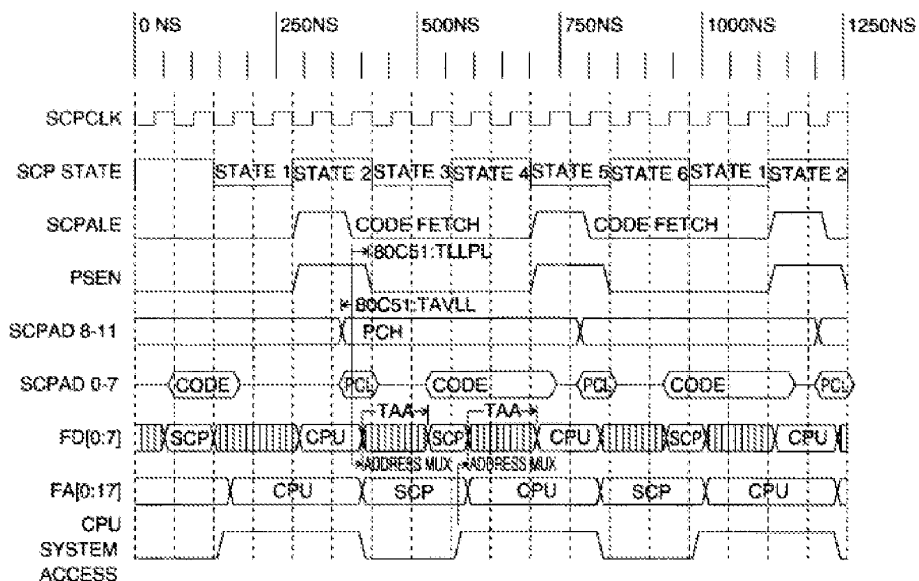 0 NS 250NS 500NS 750NS 1000NS 1250NS
SCPCLK
SCP STATE STATE 1 STATE 2 STATE 3 STATE 4 STATE 5 STATE 6 STATE 1 STATE 2
SCPALE CODE FETCH CODE FETCH
80C51:TLLPL
PSEN
80C51:TAVLL
SCPAD 8-11 PCH
SCPAD 0-7 CODE PCL CODE PCL CODE PCL
TAA TAA
FD[0:7] SCP CPU SCP CPU SCP CPU
ADDRESS MUX ADDRESS MUX
FA[0:17] CPU SCP CPU SCP CPU
CPU
SYSTEM
ACCESS